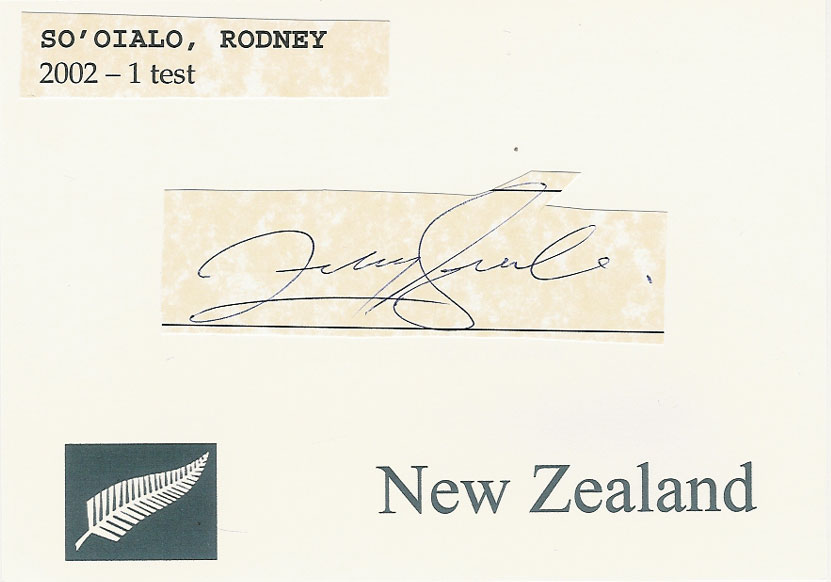 SO'OIALO, RODNEY
2002 – 1 test
New Zealand